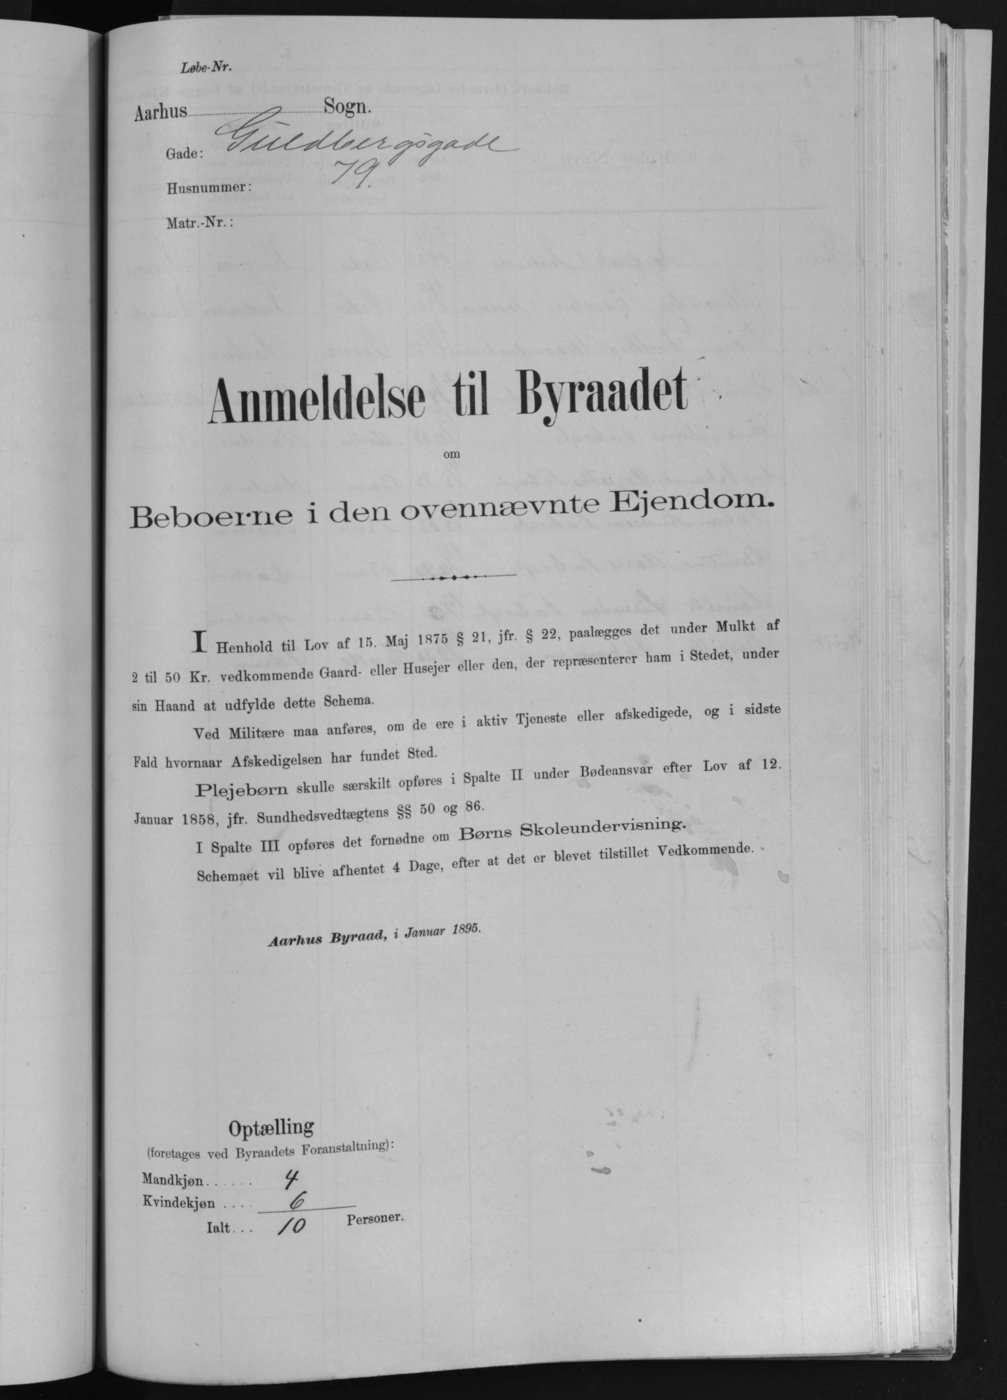 Løbe-Nr.
Aarhus Sogn.
Gade: Guldbergsgade
Husnummer: 79.
Matr.-Nr.:
Anmeldelse til Byraadet
om
Beboerne i den ovennævnte Ejendom.
I Henhold til Lov af 15. Maj 1875 § 21, jfr. § 22, paalægges det under Mulkt af
2 til 50 Kr. vedkommende Gaard- eller Husejer eller den, der repræsenterer ham i Stedet, under
sin Haand at udfylde dette Schema.
Ved Militære maa anføres, om de ere i aktiv Tjeneste eller afskedigede, og i sidste
Fald hvornaar Afskedigelsen har fundet Sted.
Plejebørn skulle særskilt opføres i Spalte II under Bødeansvar efter Lov af 12.
Januar 1858, jfr. Sundhedsvedtægtens §§ 50 og 86.
I Spalte III opføres det fornødne om Børns Skoleundervisning.
Schemaet vil blive afhentet 4 Dage, efter at det er blevet tilstillet Vedkommende.
Aarhus Byraad, i Januar 1895.
Optælling
(foretages ved Byraadets Foranstaltning):
Mandkjøn...... 4
Kvindekjøn .... 6
Ialt... 10 Personer.